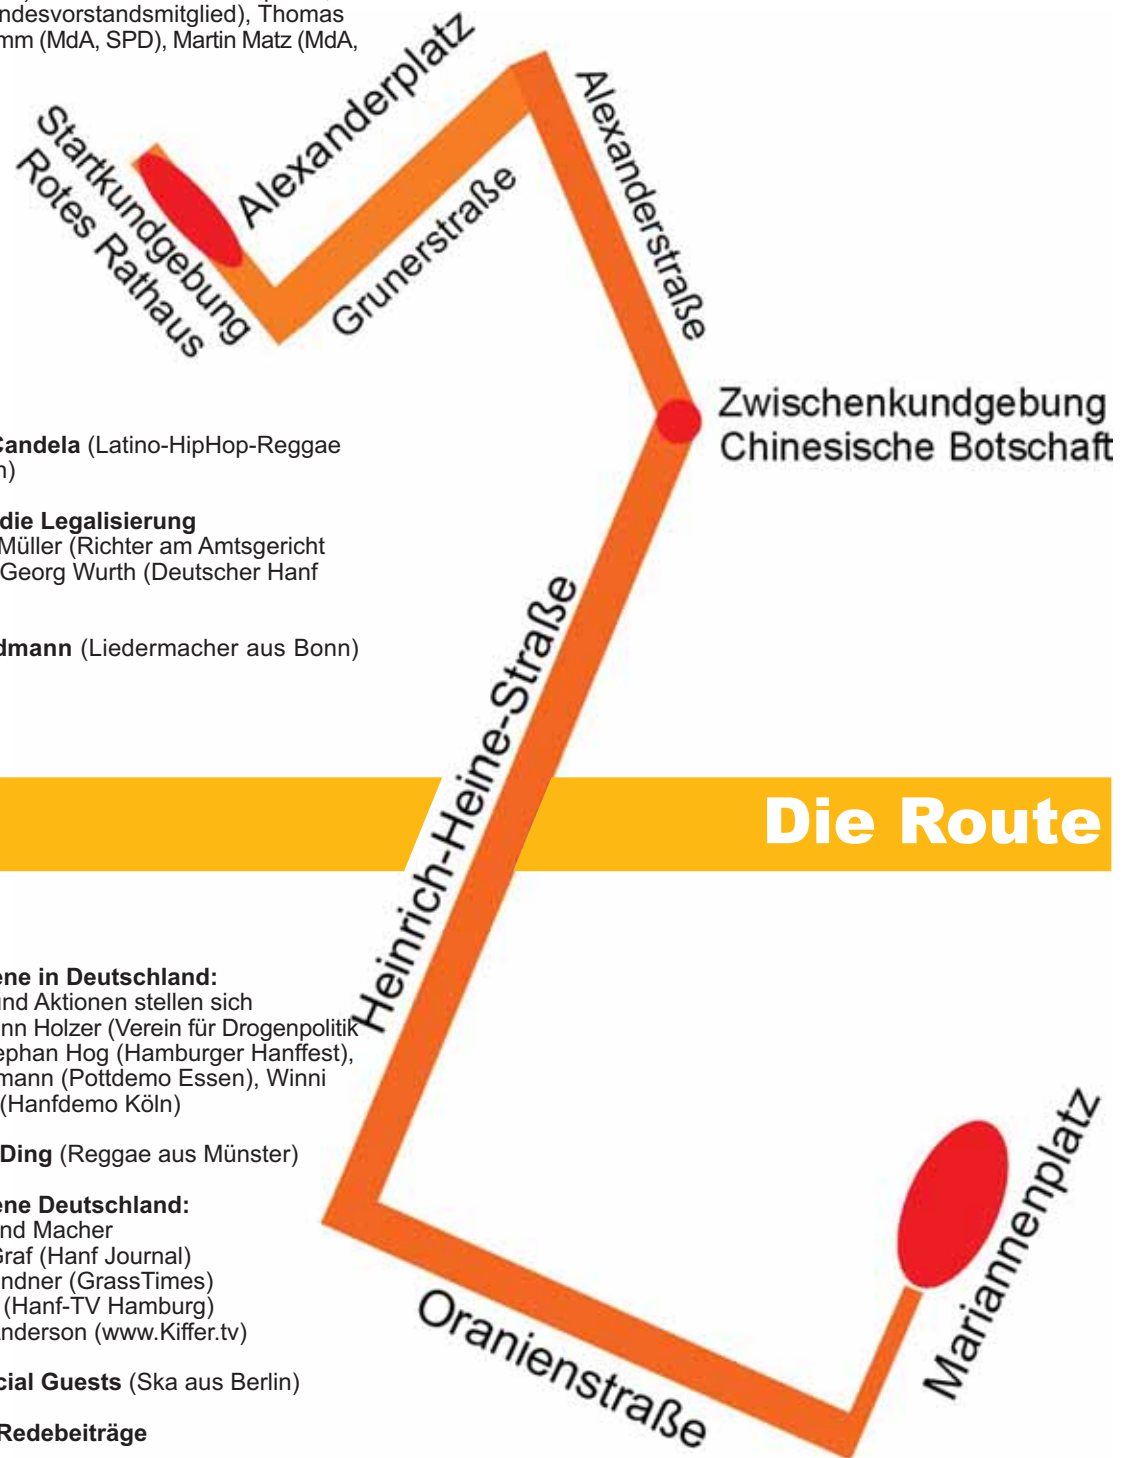 ndesvorstandsmitglied), Thomas
mm (MdA, SPD), Martin Matz (MdA,
Alexanderplatz
Alexanderstraße
Startkundgebung
Rotes Rathaus
Grunerstraße
Zwischenkundgebung
Chinesische Botschaft
Candela (Latino-HipHop-Reggae
n)
die Legalisierung
Müller (Richter am Amtsgericht
Georg Wurth (Deutscher Hanf
dmann (Liedermacher aus Bonn)
Heinrich-Heine-Straße
Die Route
ene in Deutschland:
und Aktionen stellen sich
ann Holzer (Verein für Drogenpolitik
ephan Hog (Hamburger Hanffest),
mann (Pottdemo Essen), Winni
(Hanfdemo Köln)
Ding (Reggae aus Münster)
ene Deutschland:
und Macher
Graf (Hanf Journal)
ndner (GrassTimes)
(Hanf-TV Hamburg)
Anderson (www.Kiffer.tv)
cial Guests (Ska aus Berlin)
Redebeiträge
Oranienstraße
Mariannenplatz